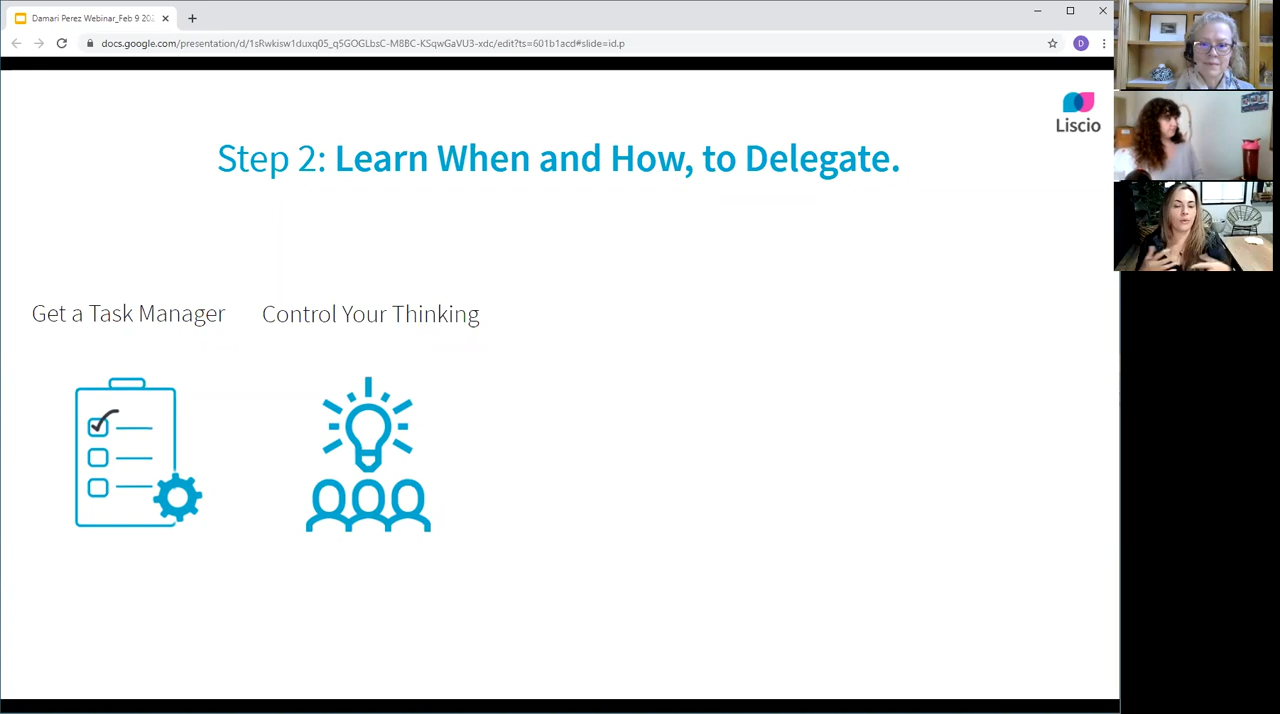 Damari Perez Webinar_Feb 9 202
docs.google.com/presentation/d/1sRwkisw1duxq05_q5GOGLbsC-M8BC-KSqwGaVU3-xdc/edit?ts=601b1acd#slide=id.p
D
Liscio
Step 2: Learn When and How, to Delegate.
Get a Task Manager
Control Your Thinking